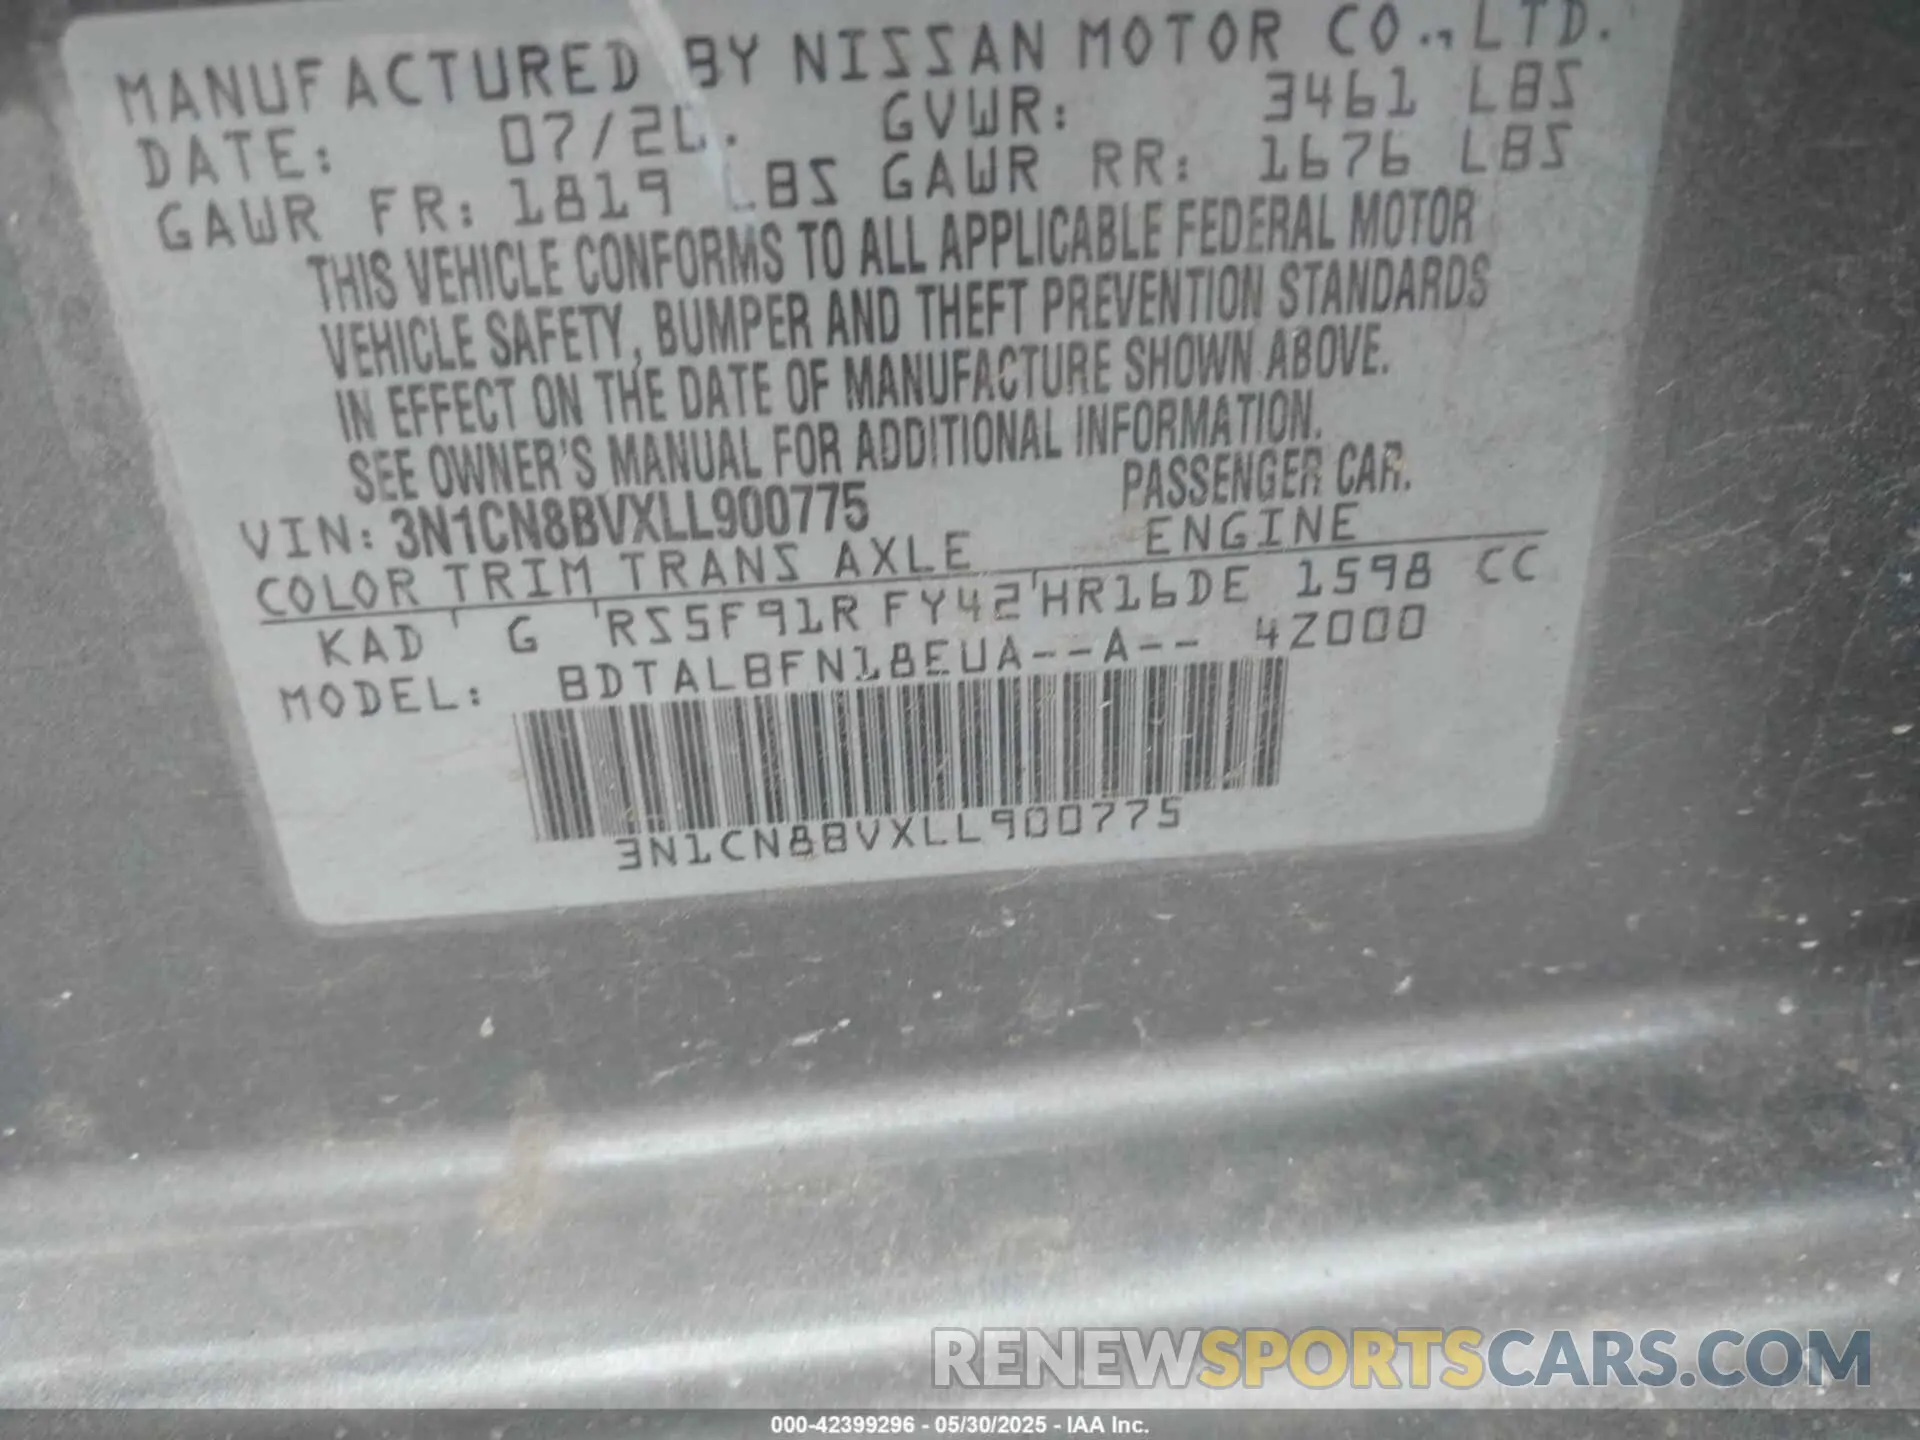 MANUFACTURED BY NISSAN MOTOR CO., LTD.
DATE: 07/20. GVWR: 3461 LBS
GAWR FR: 1819 LBS GAWR RR: 1676 LBS
THIS VEHICLE CONFORMS TO ALL APPLICABLE FEDERAL MOTOR
VEHICLE SAFETY, BUMPER AND THEFT PREVENTION STANDARDS
IN EFFECT ON THE DATE OF MANUFACTURE SHOWN ABOVE.
SEE OWNER'S MANUAL FOR ADDITIONAL INFORMATION.
VIN: 3N1CN8BVXLL900775 PASSENGER CAR.
COLOR TRIM TRANS AXLE ENGINE
KAD G RS5F91R FY42 HR16DE 1598 CC
MODEL: BDTALBFN18EUA--A-- 4Z000
3N1CN8BVXLL900775
RENEWSPORTSCARS.COM
000-42399296 - 05/30/2025 - IAA Inc.